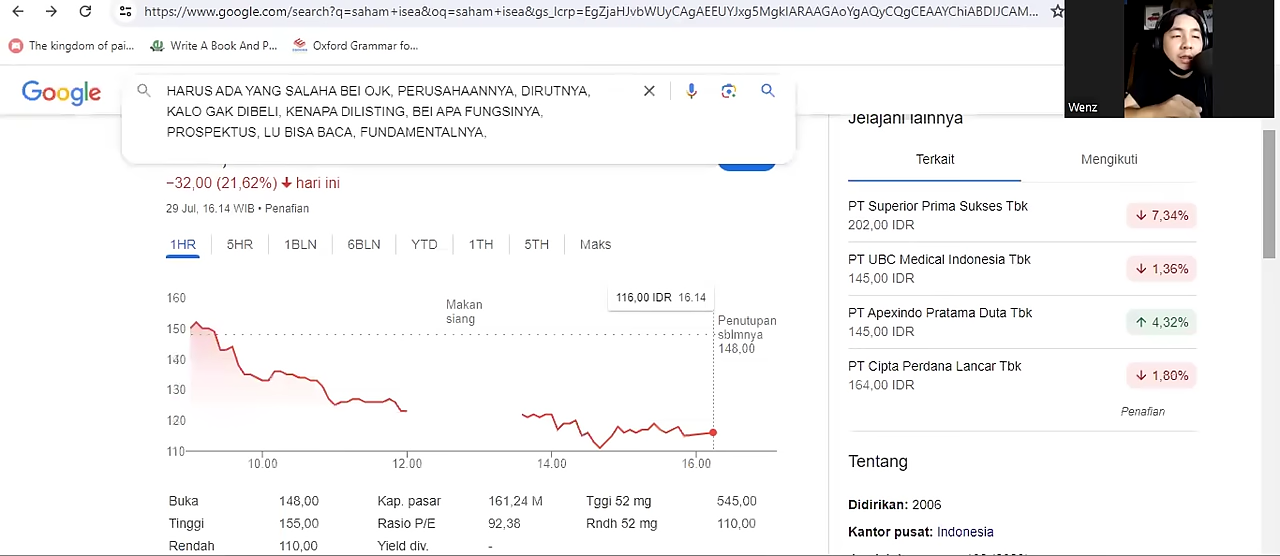 https://www.google.com/search?q=saham+isea&oq=saham+isea&gs_lcrp=EgZjaHJvbWUyCAgAEEUYJxg5MgkIARAAGAoYgAQyCQgCEAAYChiABDIJCAM...
The kingdom of pai...
Write A Book And P...
Oxford Grammar fo...
Wenz
Google
HARUS ADA YANG SALAHA BEI OJK, PERUSAHAANNYA, DIRUTNYA,
KALO GAK DIBELI, KENAPA DILISTING, BEI APA FUNGSINYA,
PROSPEKTUS, LU BISA BACA, FUNDAMENTALNYA.
−32,00 (21,62%) ↓ hari ini
29 Jul, 16.14 WIB • Penafian
1HR 5HR 1BLN 6BLN YTD 1TH 5TH Maks
160
150
140
130
120
110
Makan
siang
116,00 IDR 16.14
Penutupan
sblmnya
148,00
10.00 12.00 14.00 16.00
Buka 148,00 Kap. pasar 161,24 M Tggi 52 mg 545,00
Tinggi 155,00 Rasio P/E 92,38 Rndh 52 mg 110,00
Rendah 110,00 Yield div. -
Jelajahi lainnya
Terkait Mengikuti
PT Superior Prima Sukses Tbk
202,00 IDR
↓ 7,34%
PT UBC Medical Indonesia Tbk
145,00 IDR
↓ 1,36%
PT Apexindo Pratama Duta Tbk
145,00 IDR
↑ 4,32%
PT Cipta Perdana Lancar Tbk
164,00 IDR
↓ 1,80%
Penafian
Tentang
Didirikan: 2006
Kantor pusat: Indonesia